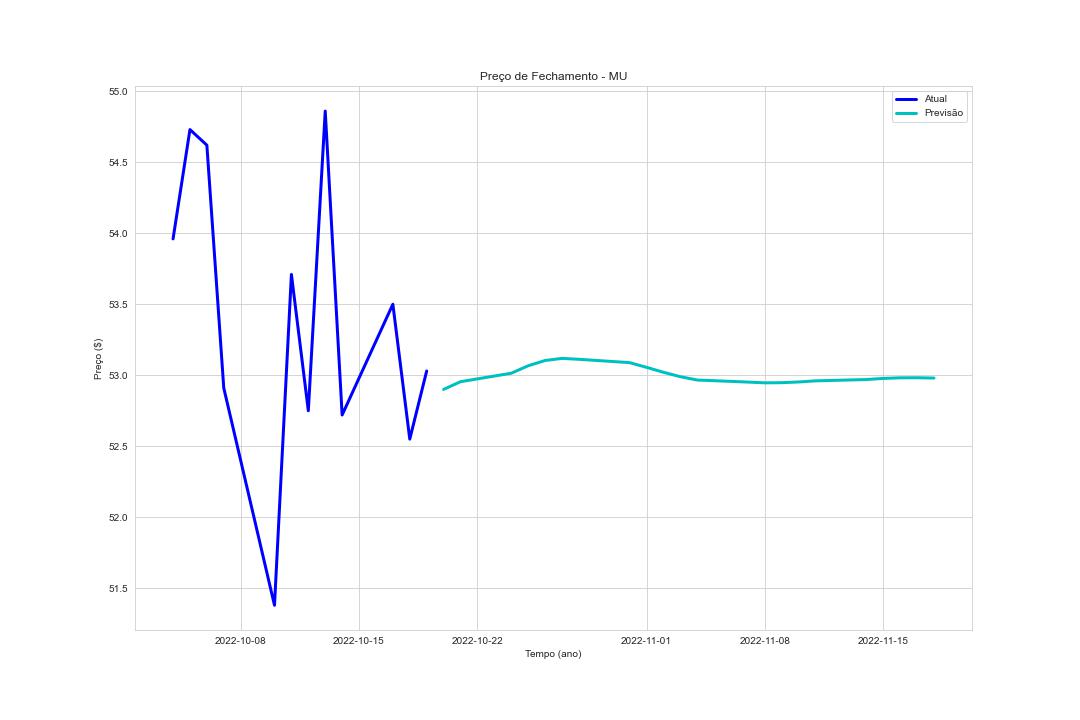 Preço de Fechamento - MU
Atual
Previsão
Preço ($)
55.0
54.5
54.0
53.5
53.0
52.5
52.0
51.5
2022-10-08 2022-10-15 2022-10-22 2022-11-01 2022-11-08 2022-11-15
Tempo (ano)